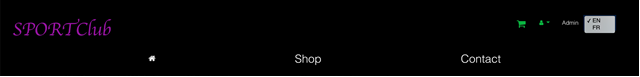 SPORTClub
Admin
✓ EN
FR
Shop
Contact